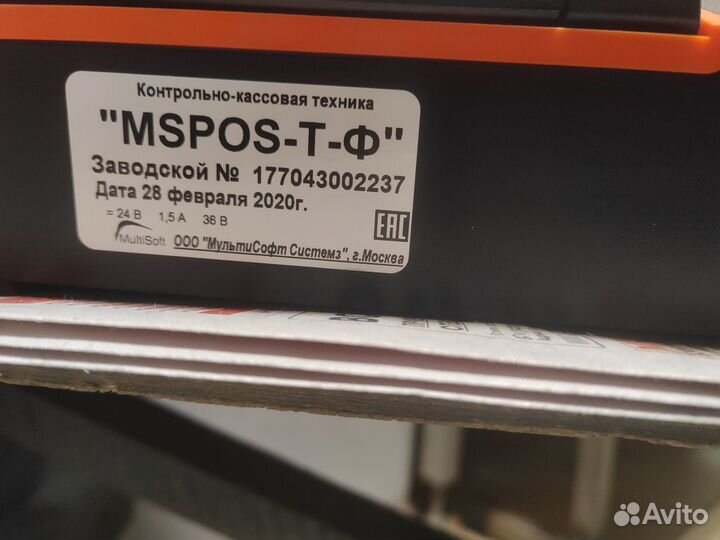 Контрольно-кассовая техника
"MSPOS-Т-Ф"
Заводской № 177043002237
Дата 28 февраля 2020г.
= 24 В 1,5 А 36 В
EAC
MultiSoft ООО "МультиСофт Системз", г.Москва
Avito